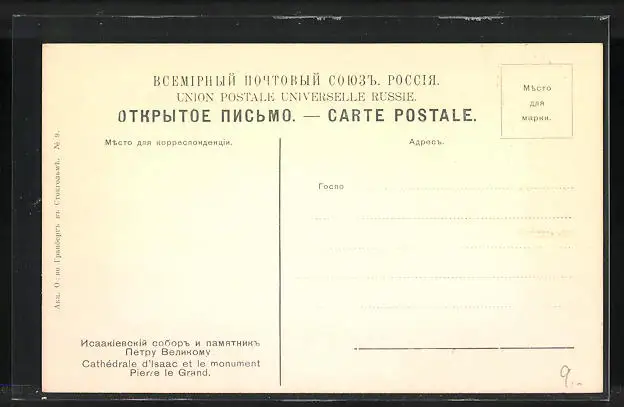 ВСЕМІРНЫЙ ПОЧТОВЫЙ СОЮЗЪ. РОССІЯ.
UNION POSTALE UNIVERSELLE RUSSIE.
ОТКРЫТОЕ ПИСЬМО. — CARTE POSTALE.
Мѣсто
для
марки.
Мѣсто для корреспонденціи.
Адресъ.
Госпо
Акц. О-во Гранбергъ въ Стокгольмѣ. № 9.
Исаакіевскій соборъ и памятникъ
Петру Великому
Cathédrale d'Isaac et le monument
Pierre le Grand.
9.-